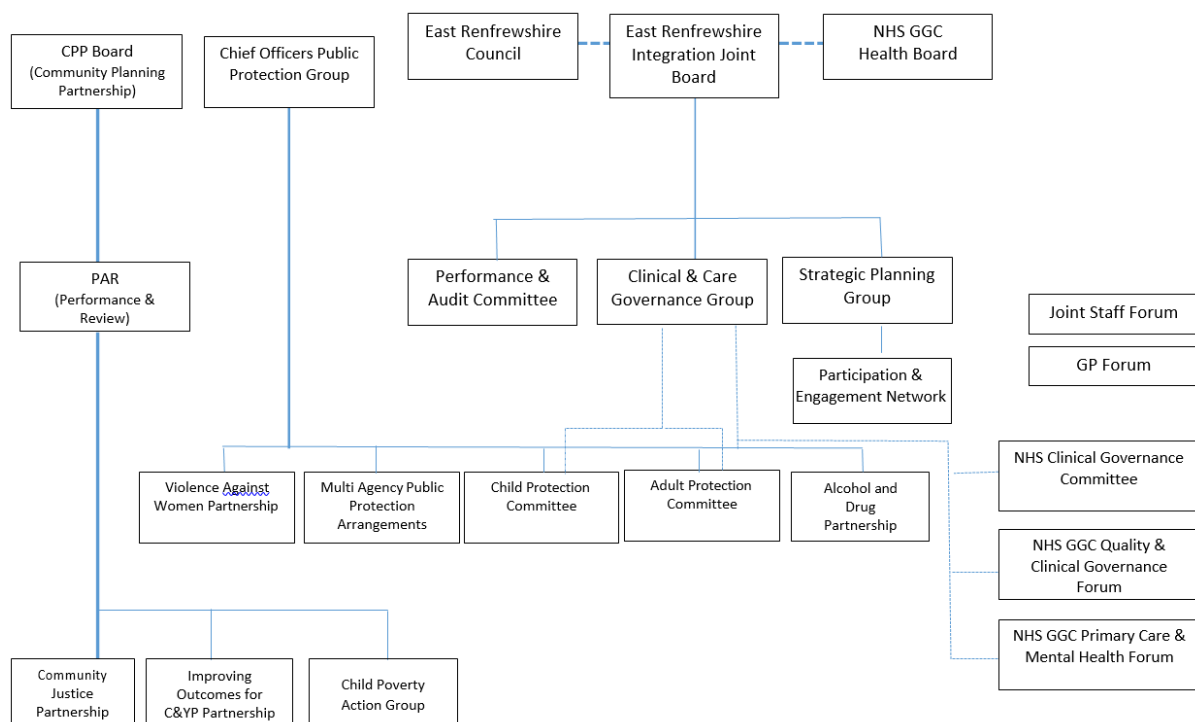 CPP Board
(Community Planning
Partnership)
Chief Officers Public
Protection Group
East Renfrewshire
Council
East Renfrewshire
Integration Joint
Board
NHS GGC
Health Board
PAR
(Performance &
Review)
Performance &
Audit Committee
Clinical & Care
Governance Group
Strategic Planning
Group
Joint Staff Forum
GP Forum
Participation &
Engagement Network
Violence Against
Women Partnership
Multi Agency Public
Protection
Arrangements
Child Protection
Committee
Adult Protection
Committee
Alcohol and
Drug
Partnership
NHS Clinical Governance
Committee
NHS GGC Quality &
Clinical Governance
Forum
NHS GGC Primary Care &
Mental Health Forum
Community
Justice
Partnership
Improving
Outcomes for
C&YP Partnership
Child Poverty
Action Group